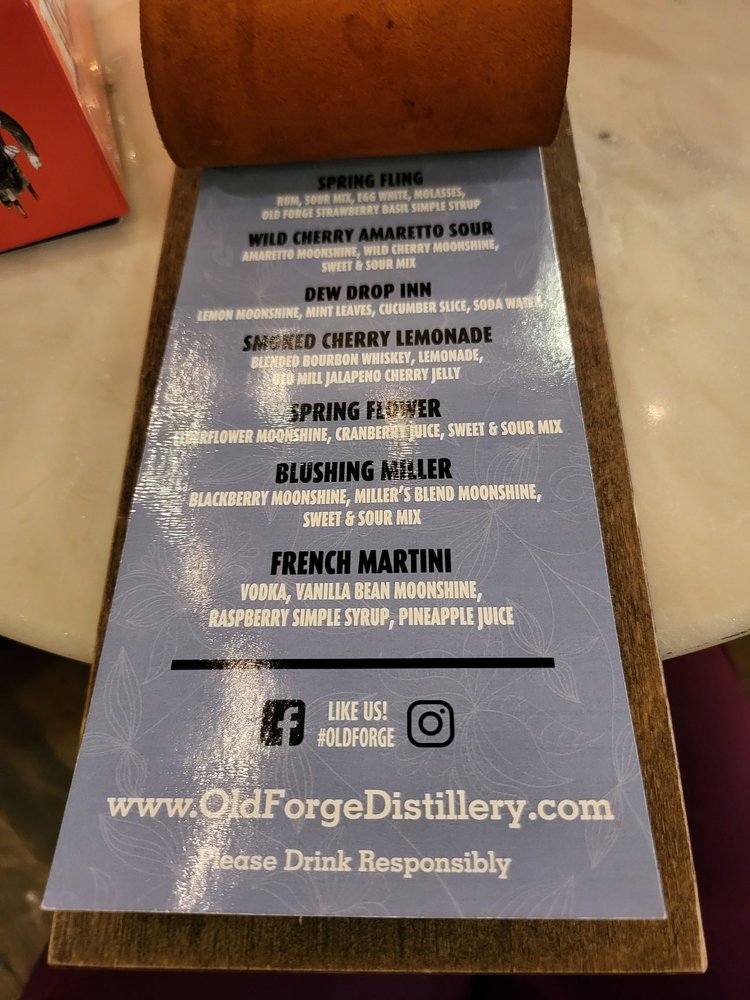 SPRING FLING
RUM, SOUR MIX, EGG WHITE, MOLASSES,
OLD FORGE STRAWBERRY BASIL SIMPLE SYRUP
WILD CHERRY AMARETTO SOUR
AMARETTO MOONSHINE, WILD CHERRY MOONSHINE,
SWEET & SOUR MIX
DEW DROP INN
LEMON MOONSHINE, MINT LEAVES, CUCUMBER SLICE, SODA WATER
SMOKED CHERRY LEMONADE
BLENDED BOURBON WHISKEY, LEMONADE,
OLD MILL JALAPENO CHERRY JELLY
SPRING FLOWER
MOONSHINE, CRANBERRY JUICE, SWEET & SOUR MIX
BLUSHING MILLER
BLACKBERRY MOONSHINE, MILLER'S BLEND MOONSHINE,
SWEET & SOUR MIX
FRENCH MARTINI
VODKA, VANILLA BEAN MOONSHINE,
RASPBERRY SIMPLE SYRUP, PINEAPPLE JUICE
LIKE US!
#OLDFORGE
www.OldForgeDistillery.com
Please Drink Responsibly